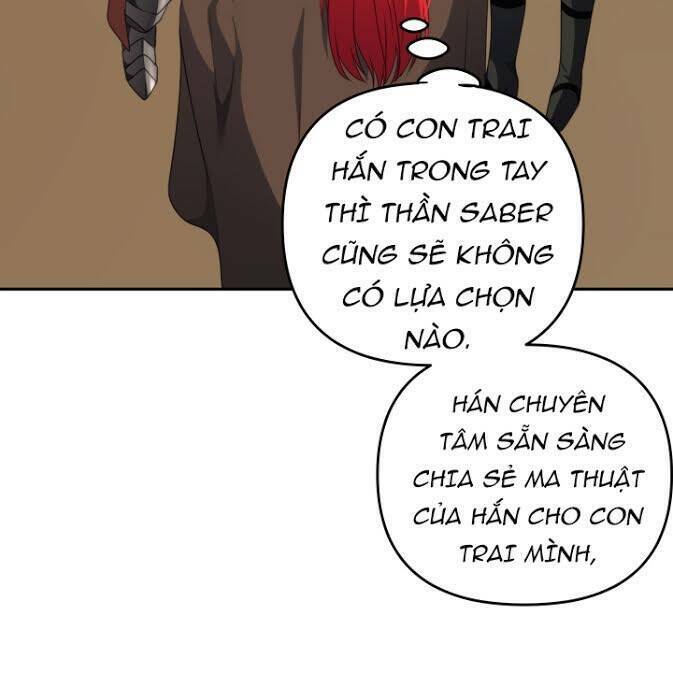 CÓ CON TRAI
HẮN TRONG TAY
THÌ THẦN SABER
CŨNG SẼ KHÔNG
CÓ LỰA CHỌN
NÀO.
HÁN CHUYÊN
TÂM SẴN SÀNG
CHIA SẺ MA THUẬT
CỦA HẮN CHO CON
TRAI MÌNH,